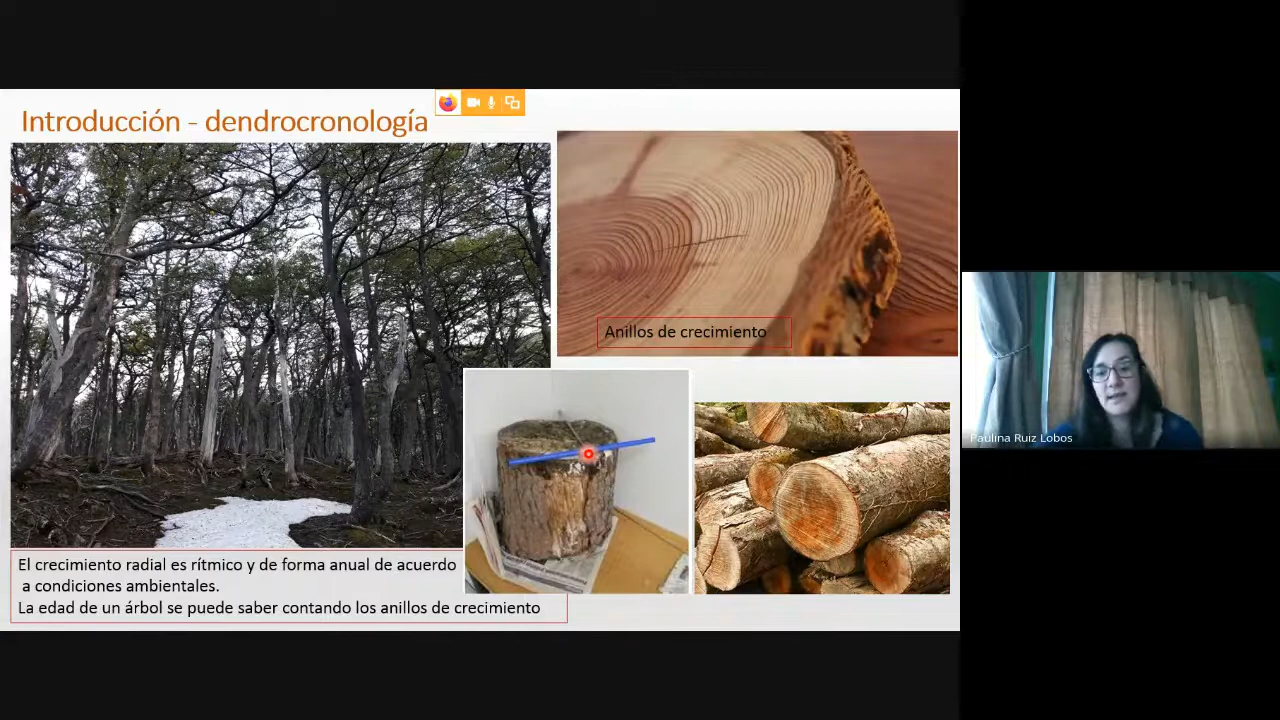 Introducción - dendrocronología
Anillos de crecimiento
El crecimiento radial es rítmico y de forma anual de acuerdo
a condiciones ambientales.
La edad de un árbol se puede saber contando los anillos de crecimiento
Paulina Ruiz Lobos